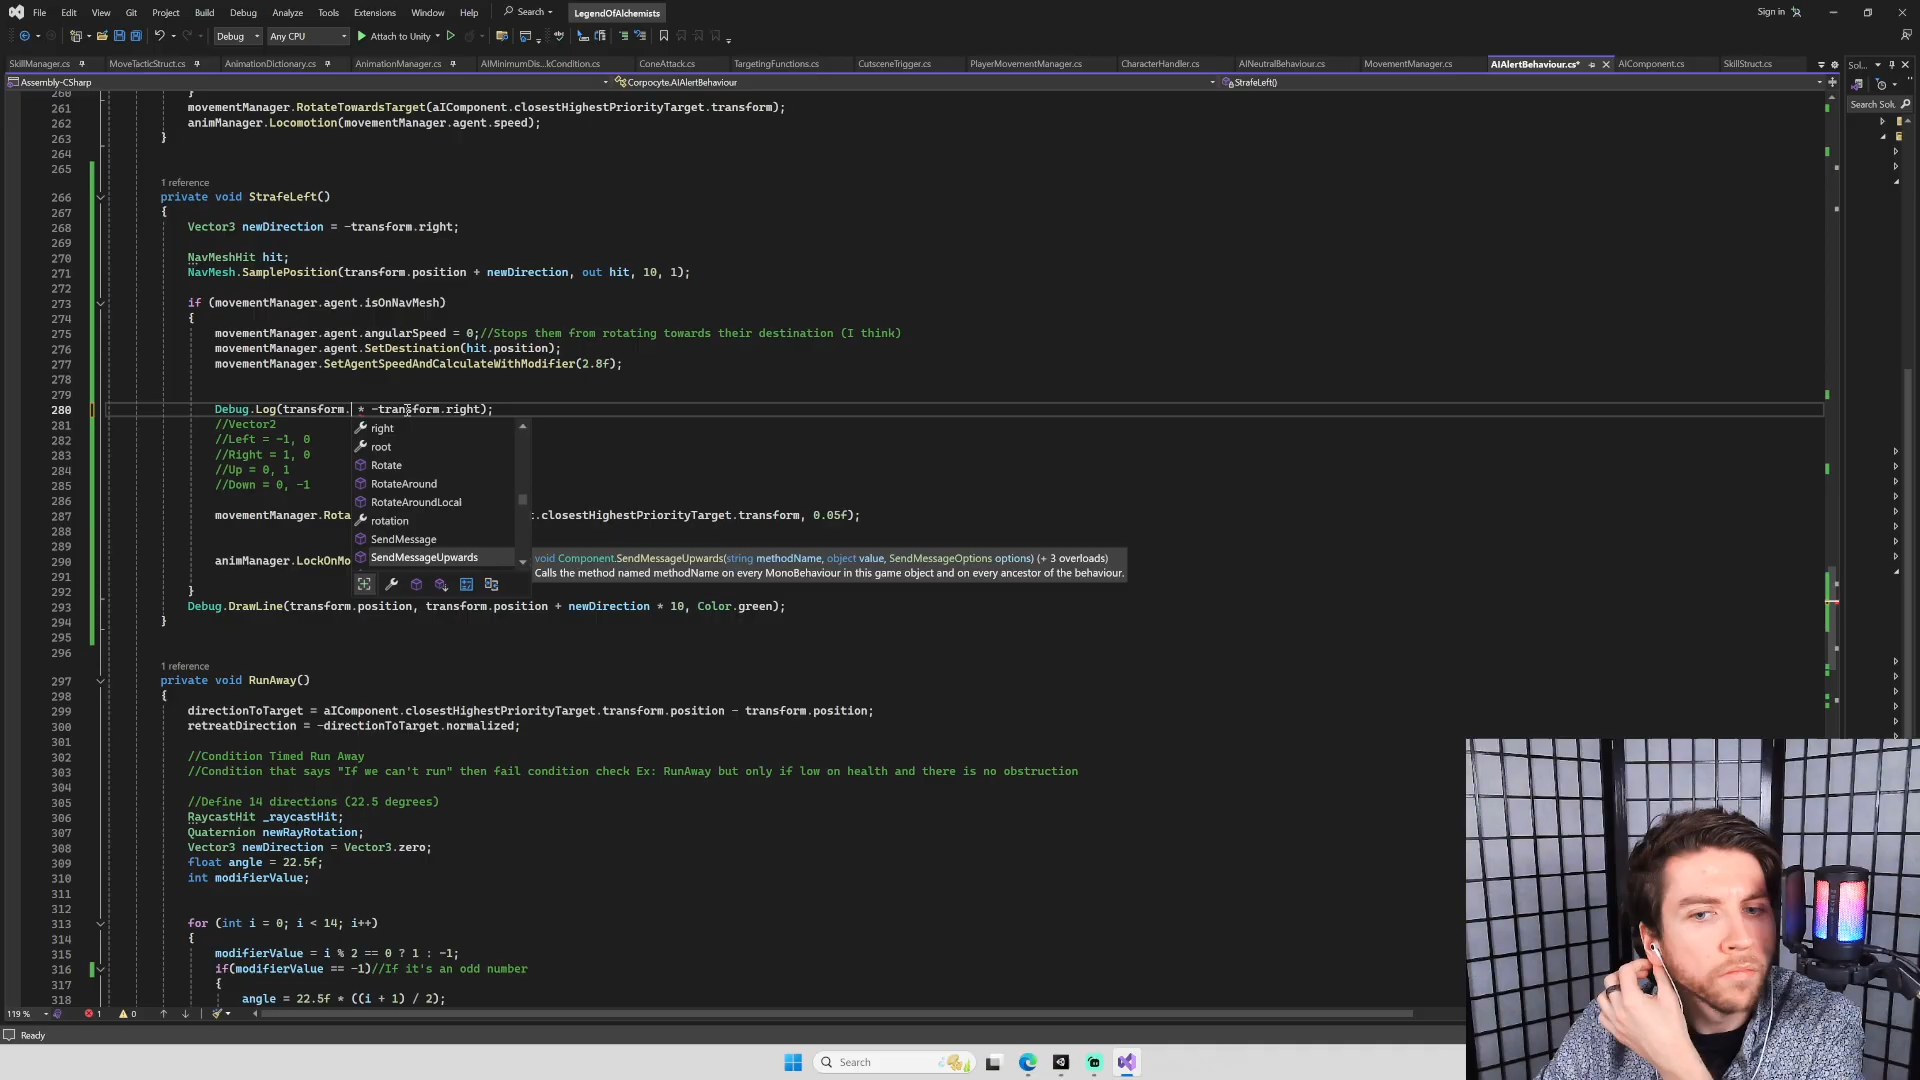 File Edit View Git Project Build Debug Analyze Tools Extensions Window Help Search LegendOfAlchemists Sign in
Debug Any CPU Attach to Unity
SkillManager.cs MoveTacticStruct.cs AnimationDictionary.cs AnimationManager.cs AIMinimumDis...kCondition.cs ConeAttack.cs TargetingFunctions.cs CutsceneTrigger.cs PlayerMovementManager.cs CharacterHandler.cs AINeutralBehaviour.cs MovementManager.cs AIAlertBehaviour.cs* AIComponent.cs SkillStruct.cs Sol...
Assembly-CSharp Corpocyte.AIAlertBehaviour StrafeLeft()
Search Solu
260 }
261 movementManager.RotateTowardsTarget(aIComponent.closestHighestPriorityTarget.transform);
262 animManager.Locomotion(movementManager.agent.speed);
263 }
264
265
1 reference
266 private void StrafeLeft()
267 {
268 Vector3 newDirection = -transform.right;
269
270 NavMeshHit hit;
271 NavMesh.SamplePosition(transform.position + newDirection, out hit, 10, 1);
272
273 if (movementManager.agent.isOnNavMesh)
274 {
275 movementManager.agent.angularSpeed = 0;//Stops them from rotating towards their destination (I think)
276 movementManager.agent.SetDestination(hit.position);
277 movementManager.SetAgentSpeedAndCalculateWithModifier(2.8f);
278
279
280 Debug.Log(transform. * -transform.right);
281 //Vector2
282 //Left = -1, 0
283 //Right = 1, 0
284 //Up = 0, 1
285 //Down = 0, -1
286
287 movementManager.Rota t.closestHighestPriorityTarget.transform, 0.05f);
288
289
290 animManager.LockOnMo
291
292 }
293 Debug.DrawLine(transform.position, transform.position + newDirection * 10, Color.green);
294 }
295
296
right
root
Rotate
RotateAround
RotateAroundLocal
rotation
SendMessage
SendMessageUpwards
void Component.SendMessageUpwards(string methodName, object value, SendMessageOptions options) (+ 3 overloads)
Calls the method named methodName on every MonoBehaviour in this game object and on every ancestor of the behaviour.
1 reference
297 private void RunAway()
298 {
299 directionToTarget = aIComponent.closestHighestPriorityTarget.transform.position - transform.position;
300 retreatDirection = -directionToTarget.normalized;
301
302 //Condition Timed Run Away
303 //Condition that says "If we can't run" then fail condition check Ex: RunAway but only if low on health and there is no obstruction
304
305 //Define 14 directions (22.5 degrees)
306 RaycastHit _raycastHit;
307 Quaternion newRayRotation;
308 Vector3 newDirection = Vector3.zero;
309 float angle = 22.5f;
310 int modifierValue;
311
312
313 for (int i = 0; i < 14; i++)
314 {
315 modifierValue = i % 2 == 0 ? 1 : -1;
316 if(modifierValue == -1)//If it's an odd number
317 {
318 angle = 22.5f * ((i + 1) / 2);
119 % 1 0
Ready
Search